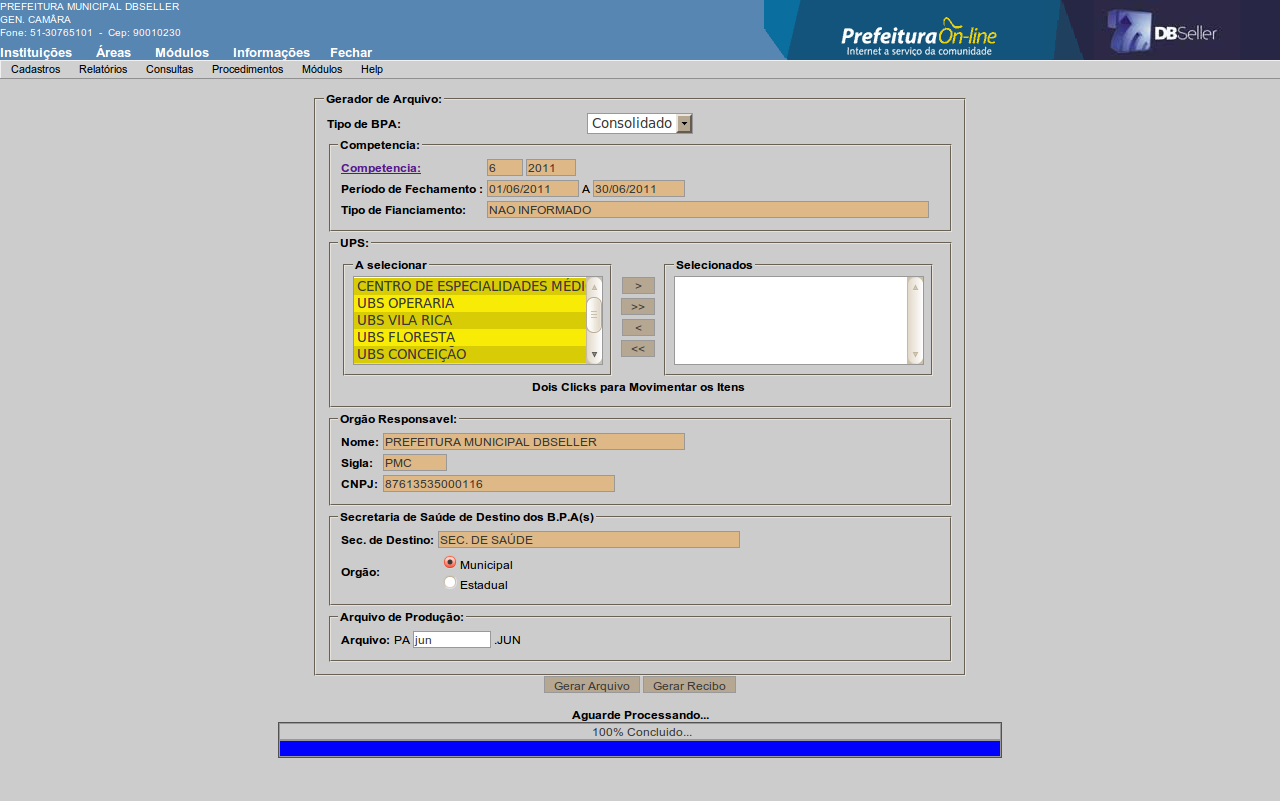 PREFEITURA MUNICIPAL DBSELLER
GEN. CAMÂRA
Fone: 51-30765101 - Cep: 90010230
Prefeitura On-line
Internet a serviço da comunidade
DBSeller
Instituições Áreas Módulos Informações Fechar
Cadastros Relatórios Consultas Procedimentos Módulos Help
Gerador de Arquivo:
Tipo de BPA: Consolidado
Competencia:
Competencia: 6 2011
Período de Fechamento : 01/06/2011 A 30/06/2011
Tipo de Fianciamento: NAO INFORMADO
UPS:
A selecionar
CENTRO DE ESPECIALIDADES MÉDI
UBS OPERARIA
UBS VILA RICA
UBS FLORESTA
UBS CONCEIÇÃO
>
>>
<
<<
Selecionados
Dois Clicks para Movimentar os Itens
Orgão Responsavel:
Nome: PREFEITURA MUNICIPAL DBSELLER
Sigla: PMC
CNPJ: 87613535000116
Secretaria de Saúde de Destino dos B.P.A(s)
Sec. de Destino: SEC. DE SAÚDE
Orgão: Municipal
Estadual
Arquivo de Produção:
Arquivo: PA jun .JUN
Gerar Arquivo Gerar Recibo
Aguarde Processando...
100% Concluido...